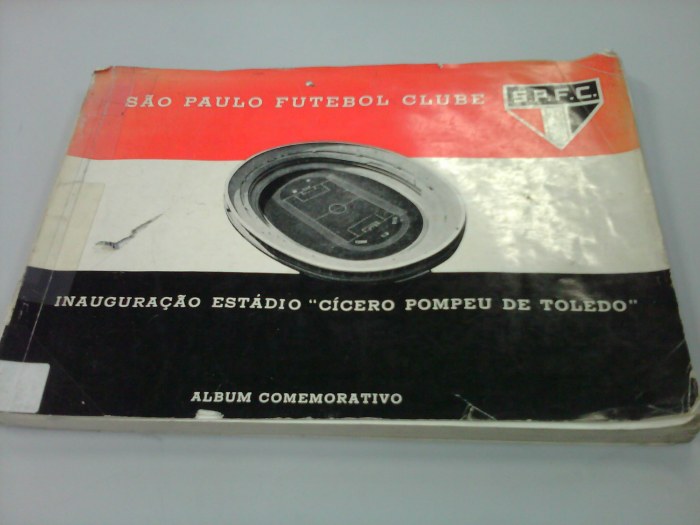 SÃO PAULO FUTEBOL CLUBE
S.P.F.C.
INAUGURAÇÃO ESTÁDIO "CÍCERO POMPEU DE TOLEDO"
ALBUM COMEMORATIVO